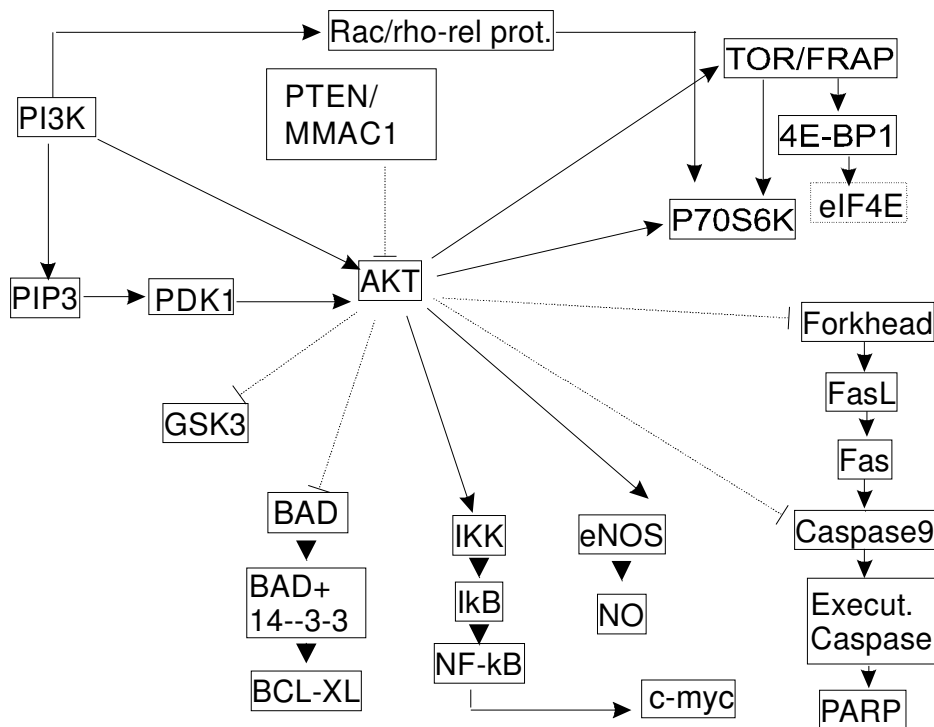 Rac/rho-rel prot.
TOR/FRAP
PTEN/
MMAC1
PI3K
4E-BP1
eIF4E
P70S6K
AKT
PIP3
PDK1
Forkhead
FasL
GSK3
Fas
BAD
IKK
eNOS
Caspase9
BAD+
14--3-3
IkB
NO
Execut.
Caspase
NF-kB
BCL-XL
c-myc
PARP